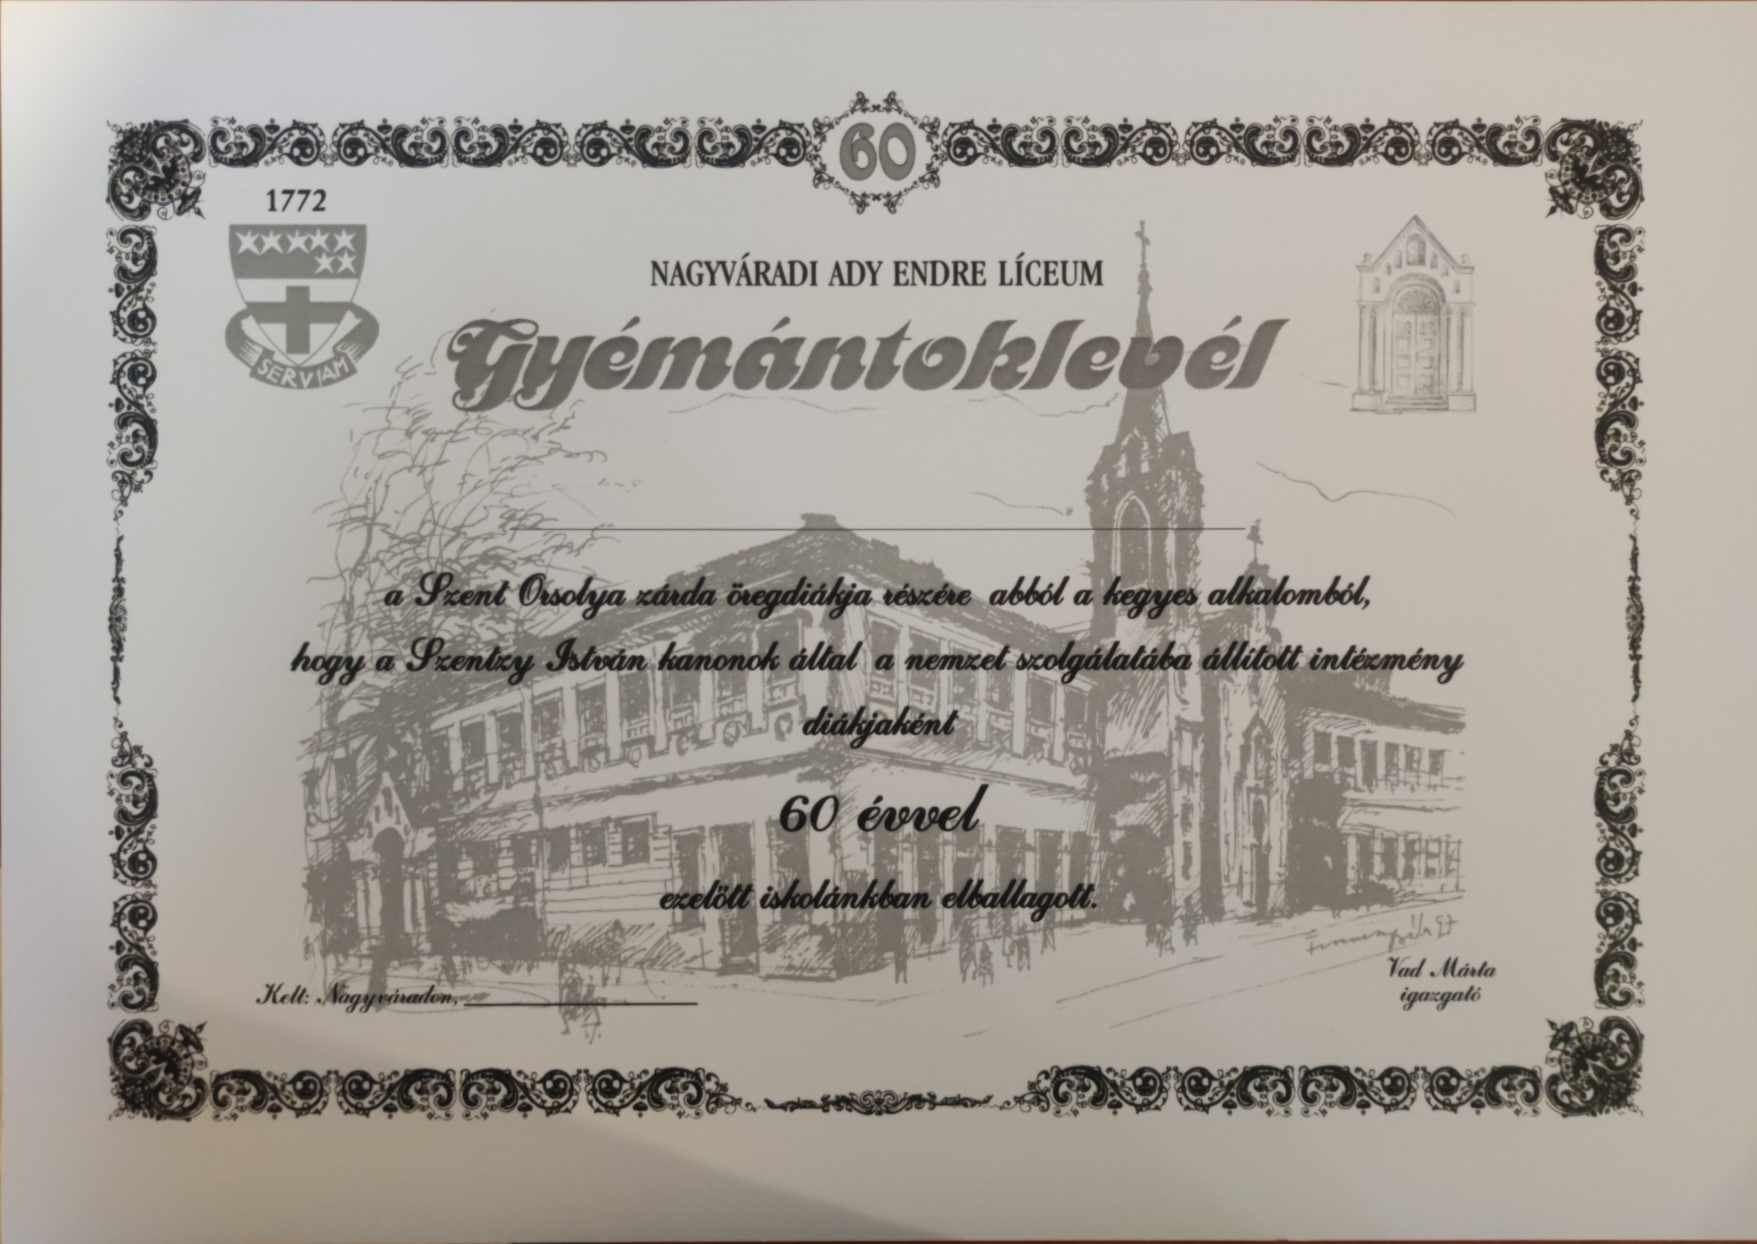 60
1772
SERVIAM
NAGYVÁRADI ADY ENDRE LÍCEUM
Gyémántoklevél
a Szent Orsolya zárda öregdiákja részére abból a kegyes alkalomból,
hogy a Szentzy István kanonok által a nemzet szolgálatába állított intézmény
diákjaként
60 évvel
ezelőtt iskolánkban elballagott.
Kelt: Nagyváradon,
Vad Márta
igazgató